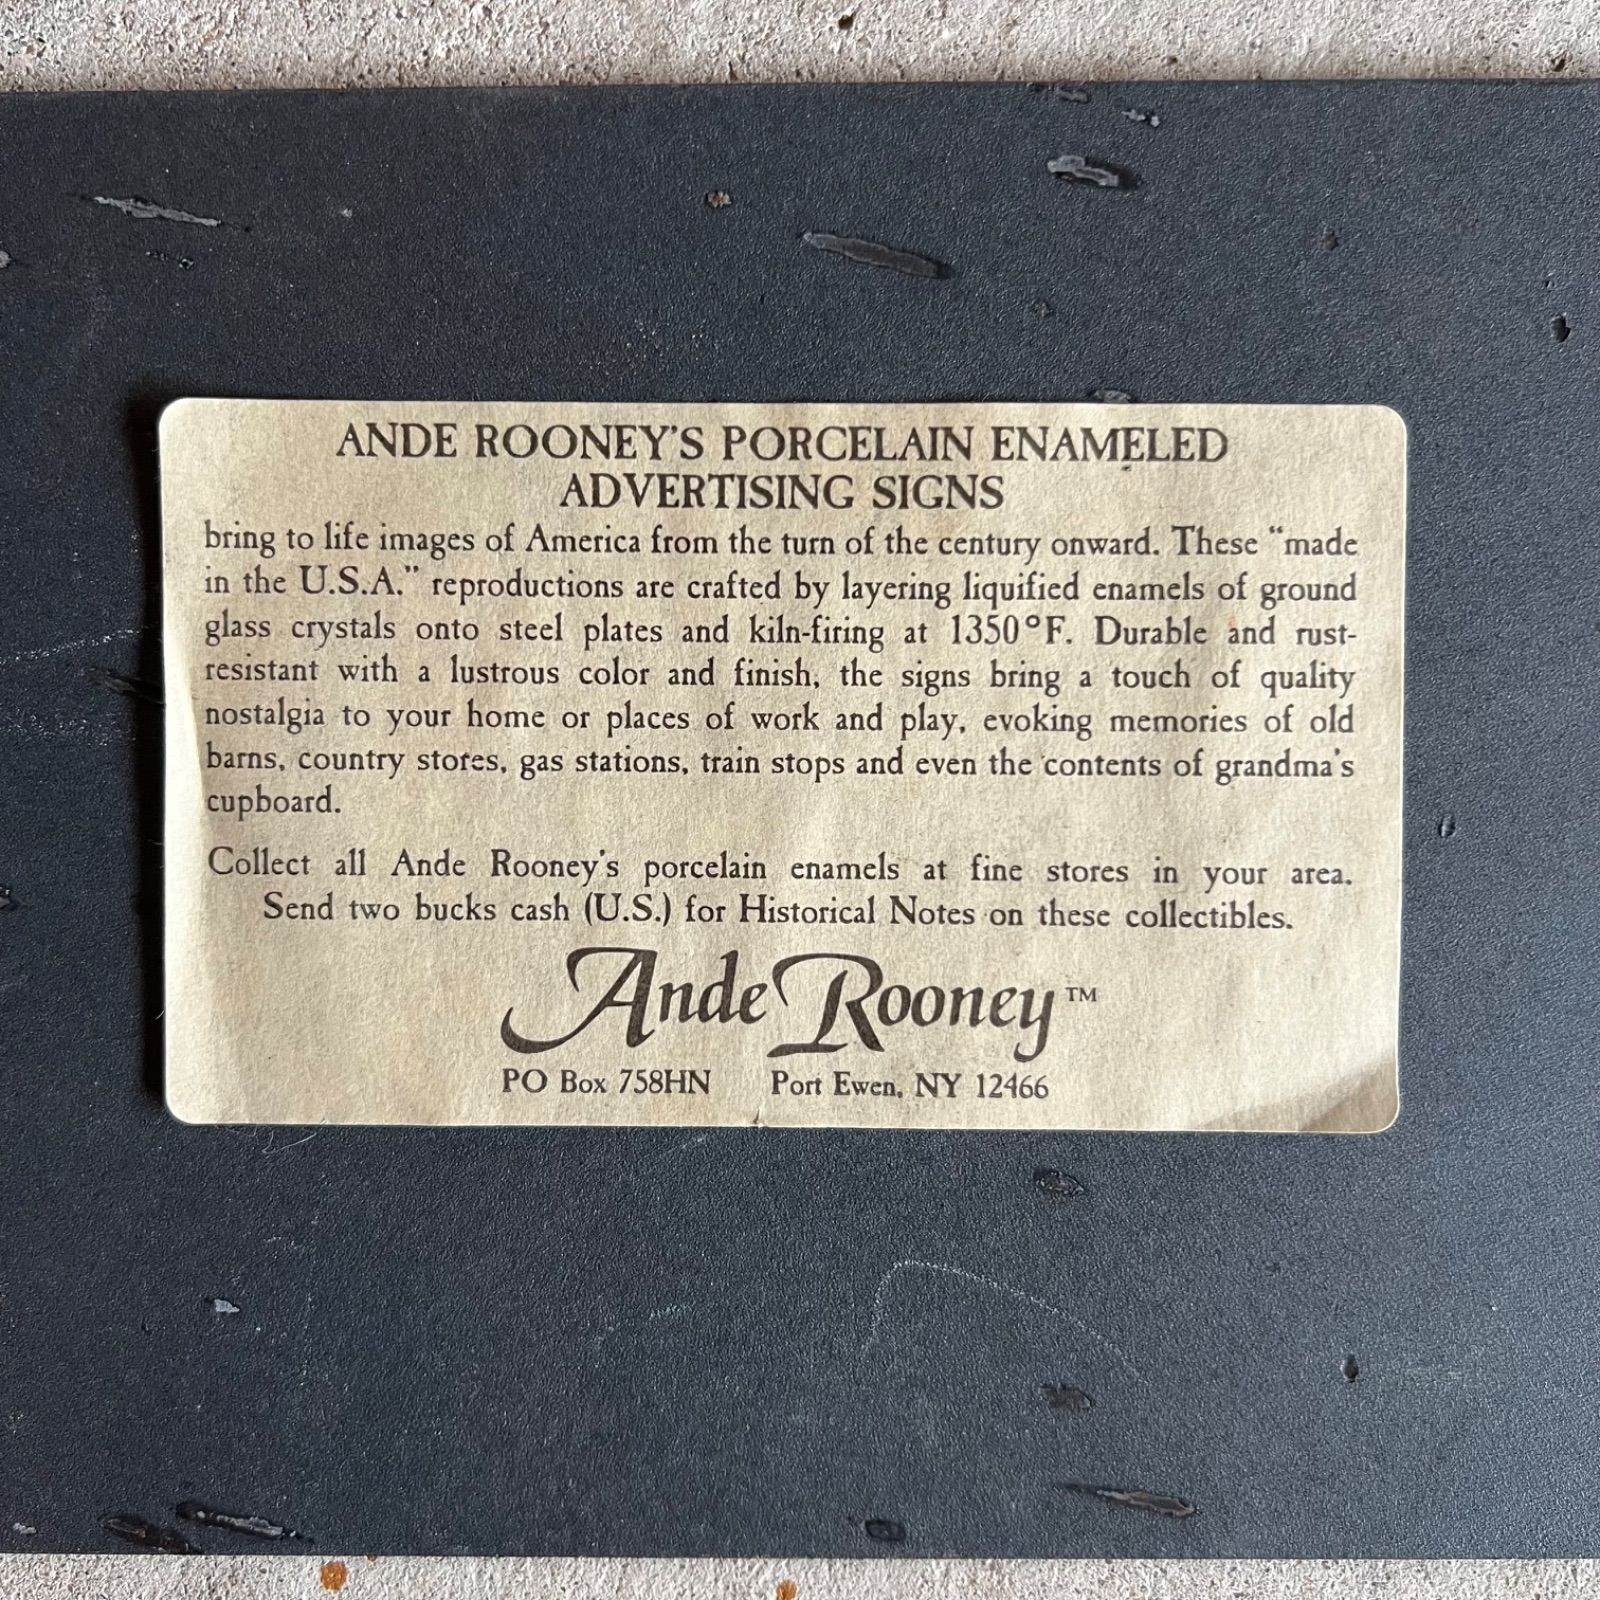 ANDE ROONEY'S PORCELAIN ENAMELED
ADVERTISING SIGNS
bring to life images of America from the turn of the century onward. These "made
in the U.S.A." reproductions are crafted by layering liquified enamels of ground
glass crystals onto steel plates and kiln-firing at 1350°F. Durable and rust-
resistant with a lustrous color and finish, the signs bring a touch of quality
nostalgia to your home or places of work and play, evoking memories of old
barns, country stores, gas stations, train stops and even the contents of grandma's
cupboard.
Collect all Ande Rooney's porcelain enamels at fine stores in your area.
Send two bucks cash (U.S.) for Historical Notes on these collectibles.
Ande Rooney™
PO Box 758HN Port Ewen, NY 12466